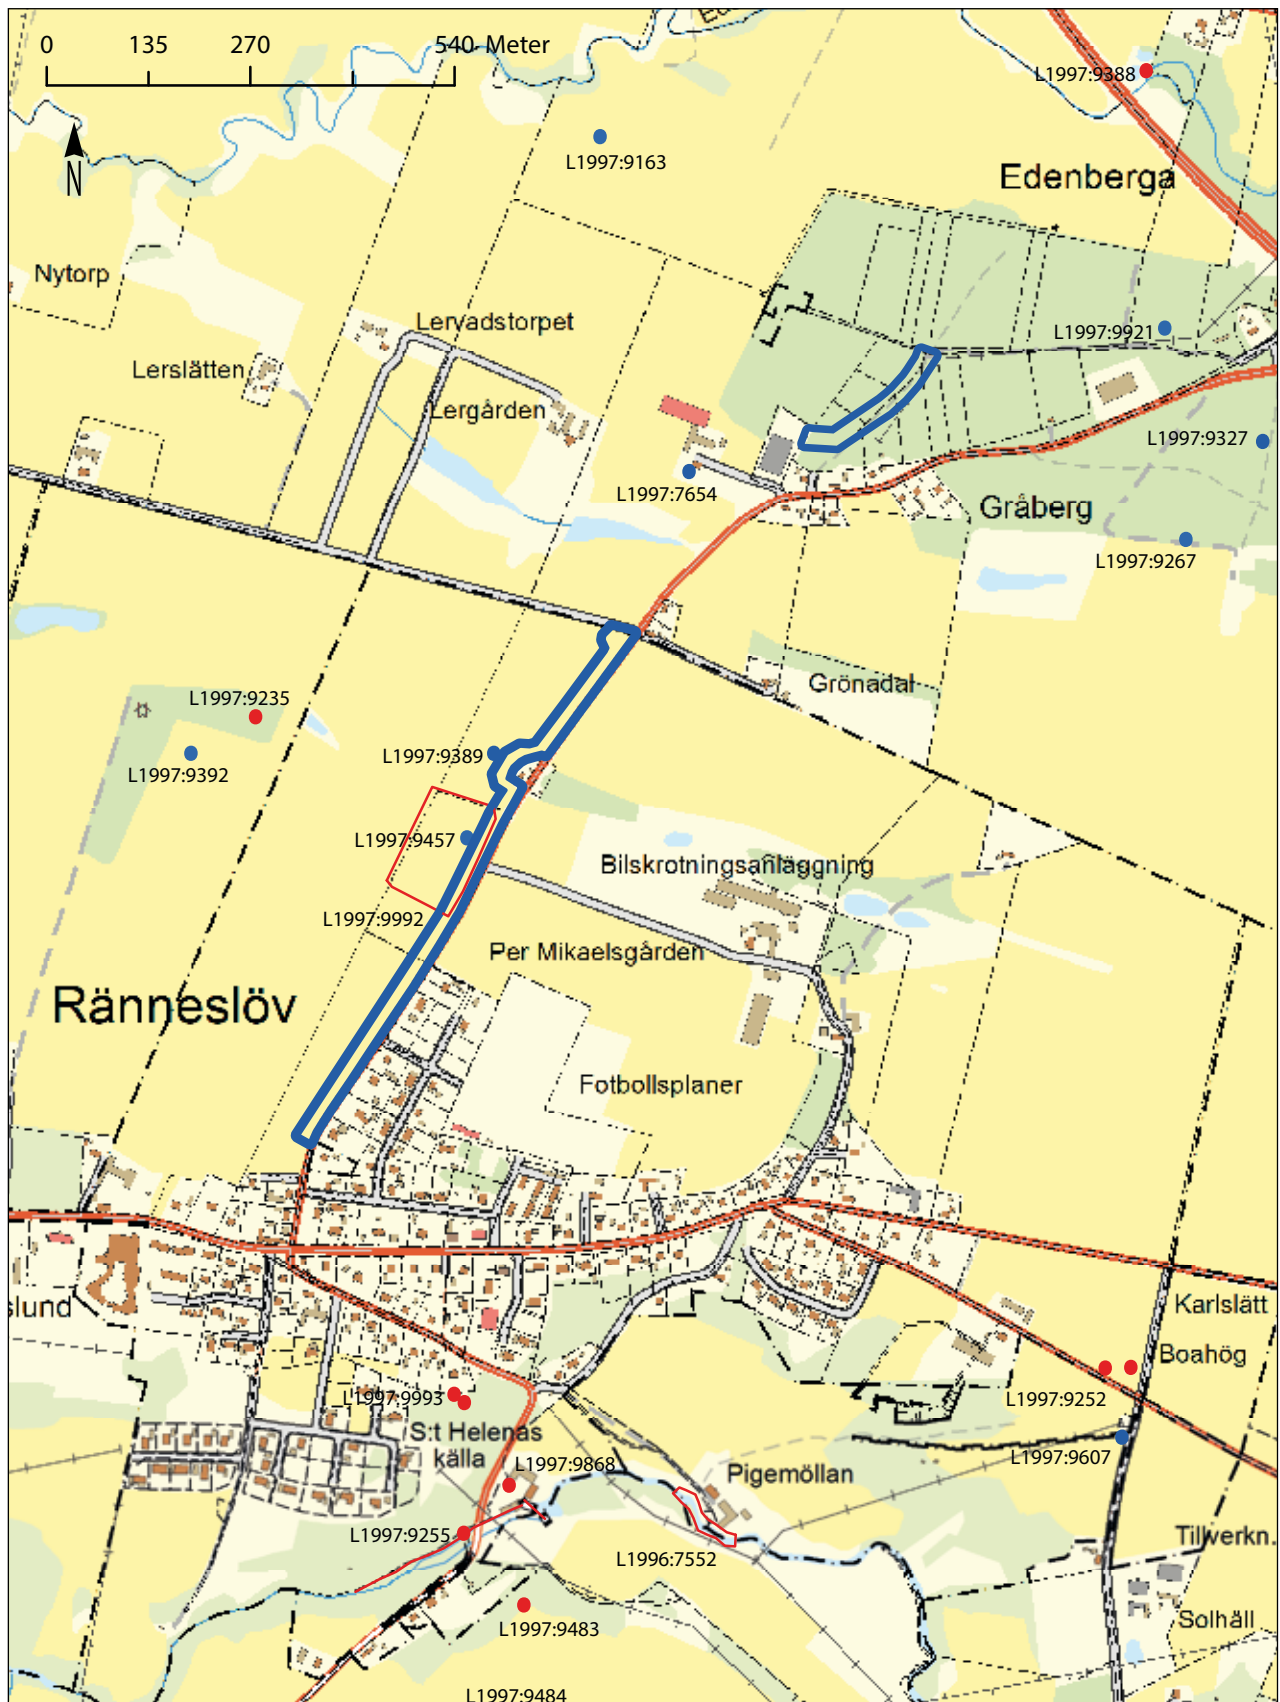 0 135 270 540 Meter
L1997:9388
L1997:9163
Edenberga
N
Nytorp
Lervadstorpet
L1997:9921
Lerslätten
Lergården
L1997:9327
L1997:7654
Gråberg
L1997:9267
Grönadal
L1997:9235
L1997:9389
L1997:9392
L1997:9457
Bilskrotningsanläggning
L1997:9992
Per Mikaelsgården
Ränneslöv
Fotbollsplaner
slund
Karlslätt
Boahög
L1997:9252
L1997:9993
S:t Helenas
källa
L1997:9868
L1997:9607
Pigemöllan
L1997:9255
L1996:7552
Tillverkn.
Solhäll
L1997:9483
L1997:9484